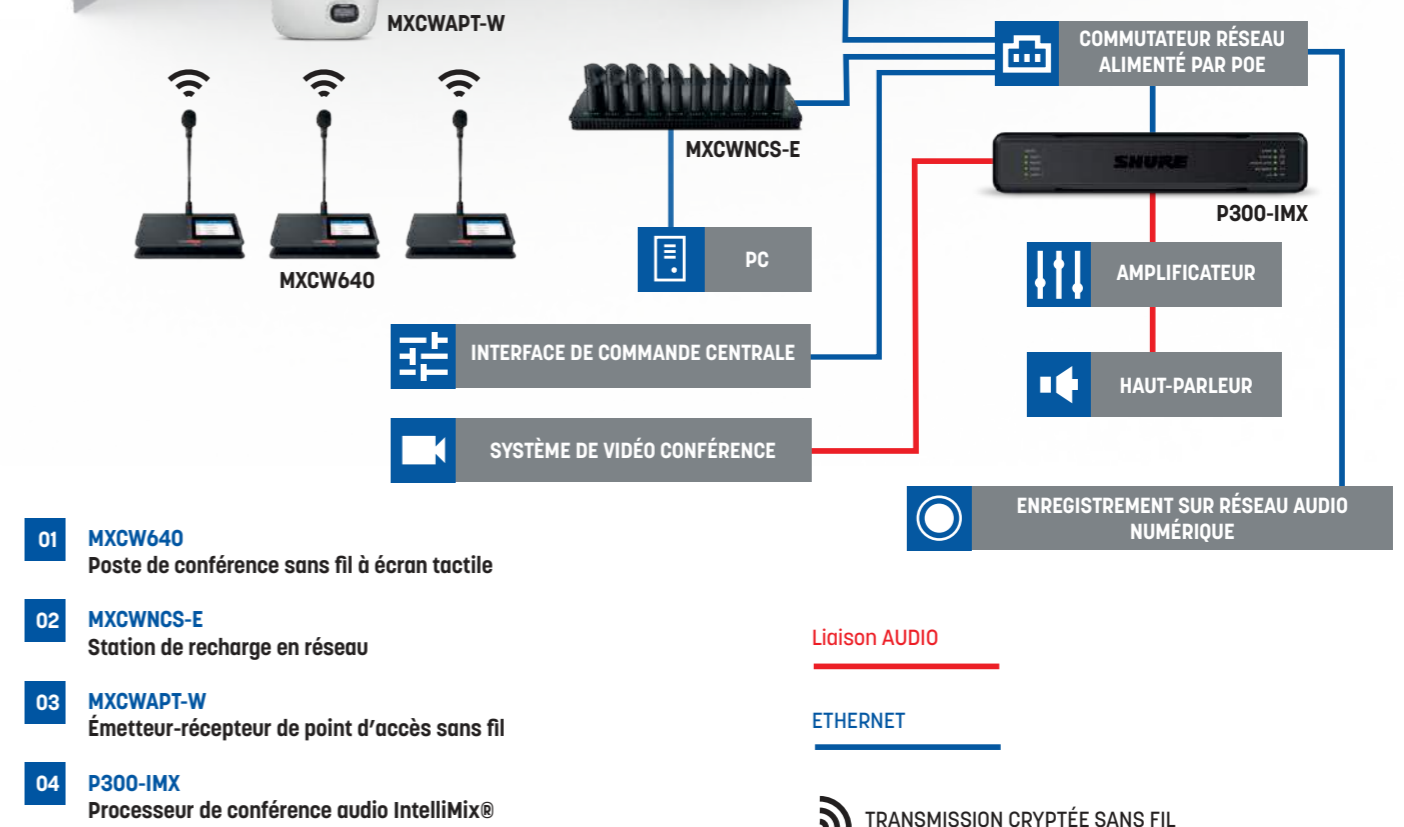 MXCWAPT-W
COMMUTATEUR RÉSEAU
ALIMENTÉ PAR POE
MXCWNCS-E
SHURE
P300-IMX
MXCW640
PC
AMPLIFICATEUR
INTERFACE DE COMMANDE CENTRALE
HAUT-PARLEUR
SYSTÈME DE VIDÉO CONFÉRENCE
ENREGISTREMENT SUR RÉSEAU AUDIO
NUMÉRIQUE
01 MXCW640
Poste de conférence sans fil à écran tactile
02 MXCWNCS-E
Station de recharge en réseau
03 MXCWAPT-W
Émetteur-récepteur de point d’accès sans fil
04 P300-IMX
Processeur de conférence audio IntelliMix®
Liaison AUDIO
ETHERNET
TRANSMISSION CRYPTÉE SANS FIL